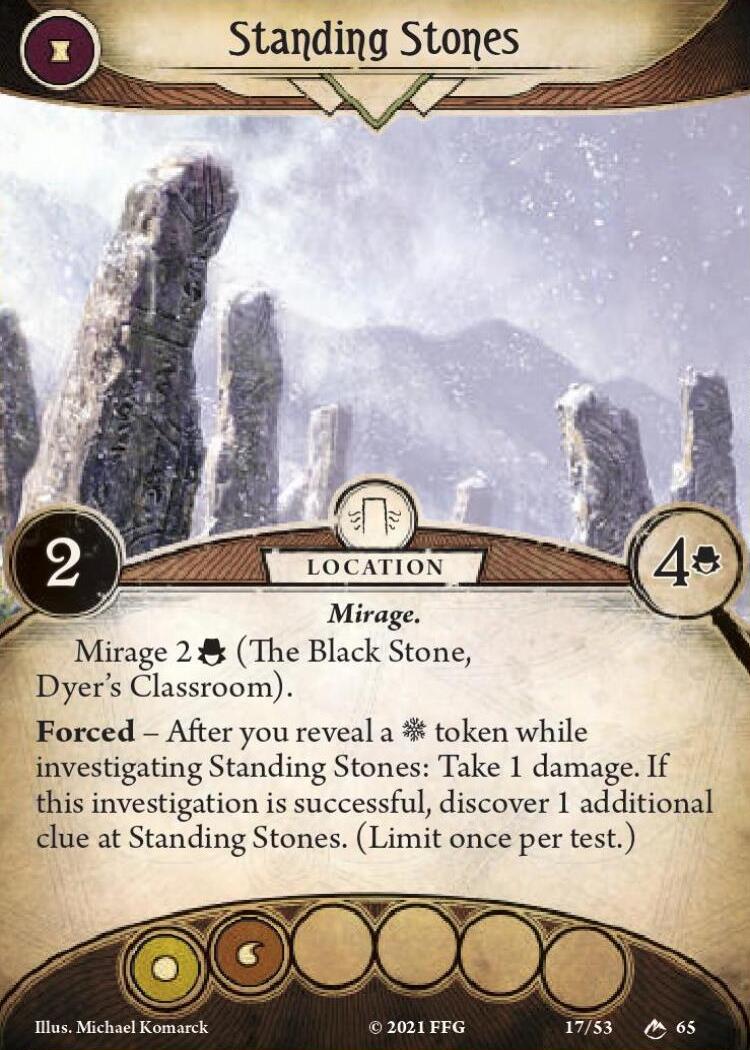 Standing Stones
2
LOCATION
4
Mirage.
Mirage 2 (The Black Stone,
Dyer's Classroom).
Forced – After you reveal a token while
investigating Standing Stones: Take 1 damage. If
this investigation is successful, discover 1 additional
clue at Standing Stones. (Limit once per test.)
Illus. Michael Komarck © 2021 FFG 17/53 65